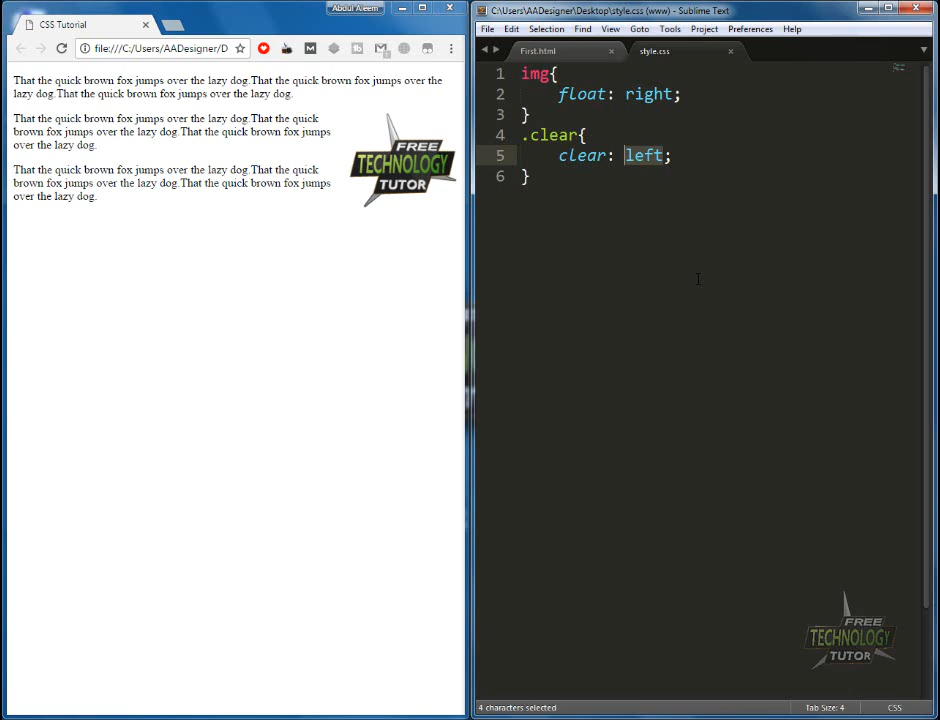 Abdul Aleem
CSS Tutorial
file:///C:/Users/AADesigner/D
That the quick brown fox jumps over the lazy dog.That the quick brown fox jumps over the
lazy dog.That the quick brown fox jumps over the lazy dog.
That the quick brown fox jumps over the lazy dog.That the quick
brown fox jumps over the lazy dog.That the quick brown fox jumps
over the lazy dog.
That the quick brown fox jumps over the lazy dog.That the quick
brown fox jumps over the lazy dog.That the quick brown fox jumps
over the lazy dog.
FREE
TECHNOLOGY
TUTOR
C:\Users\AADesigner\Desktop\style.css (www) - Sublime Text
File Edit Selection Find View Goto Tools Project Preferences Help
First.html style.css
1 img{
2 float: right;
3 }
4 .clear{
5 clear: left;
6 }
FREE
TECHNOLOGY
TUTOR
4 characters selected Tab Size: 4 CSS